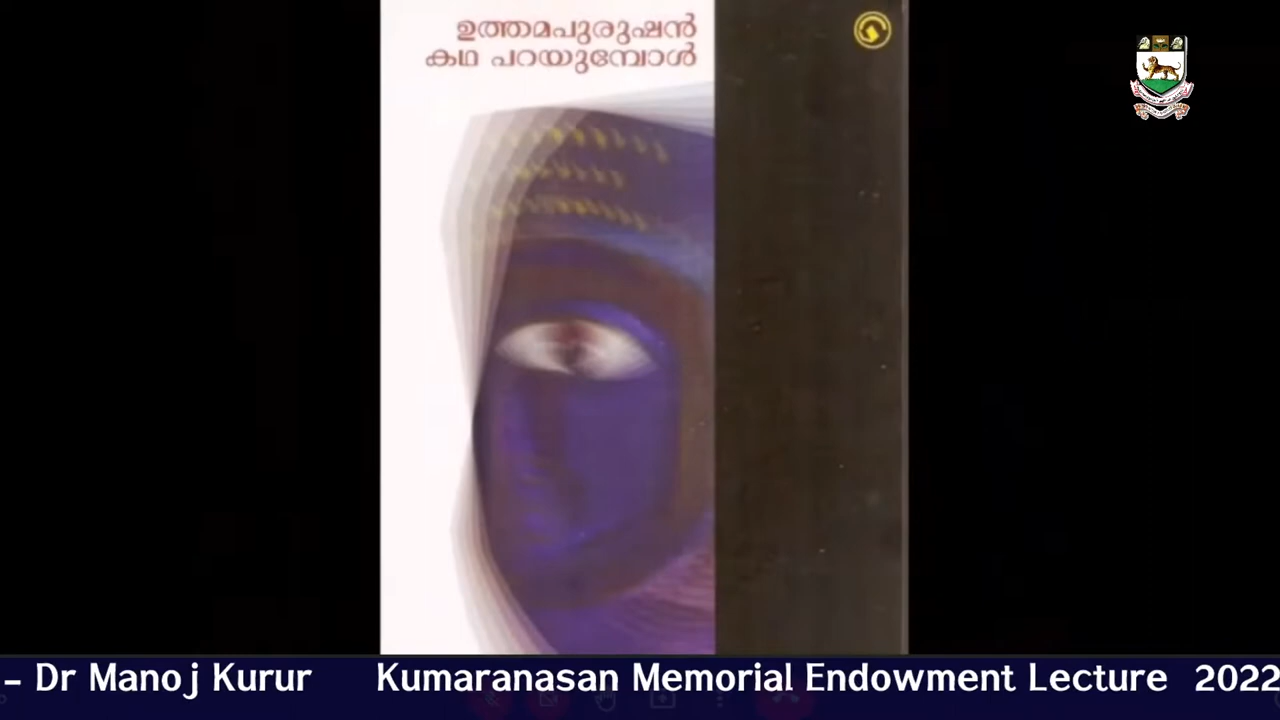 ഉത്തമപുരുഷൻ
കഥ പറയുമ്പോൾ
– Dr Manoj Kurur Kumaranasan Memorial Endowment Lecture 2022